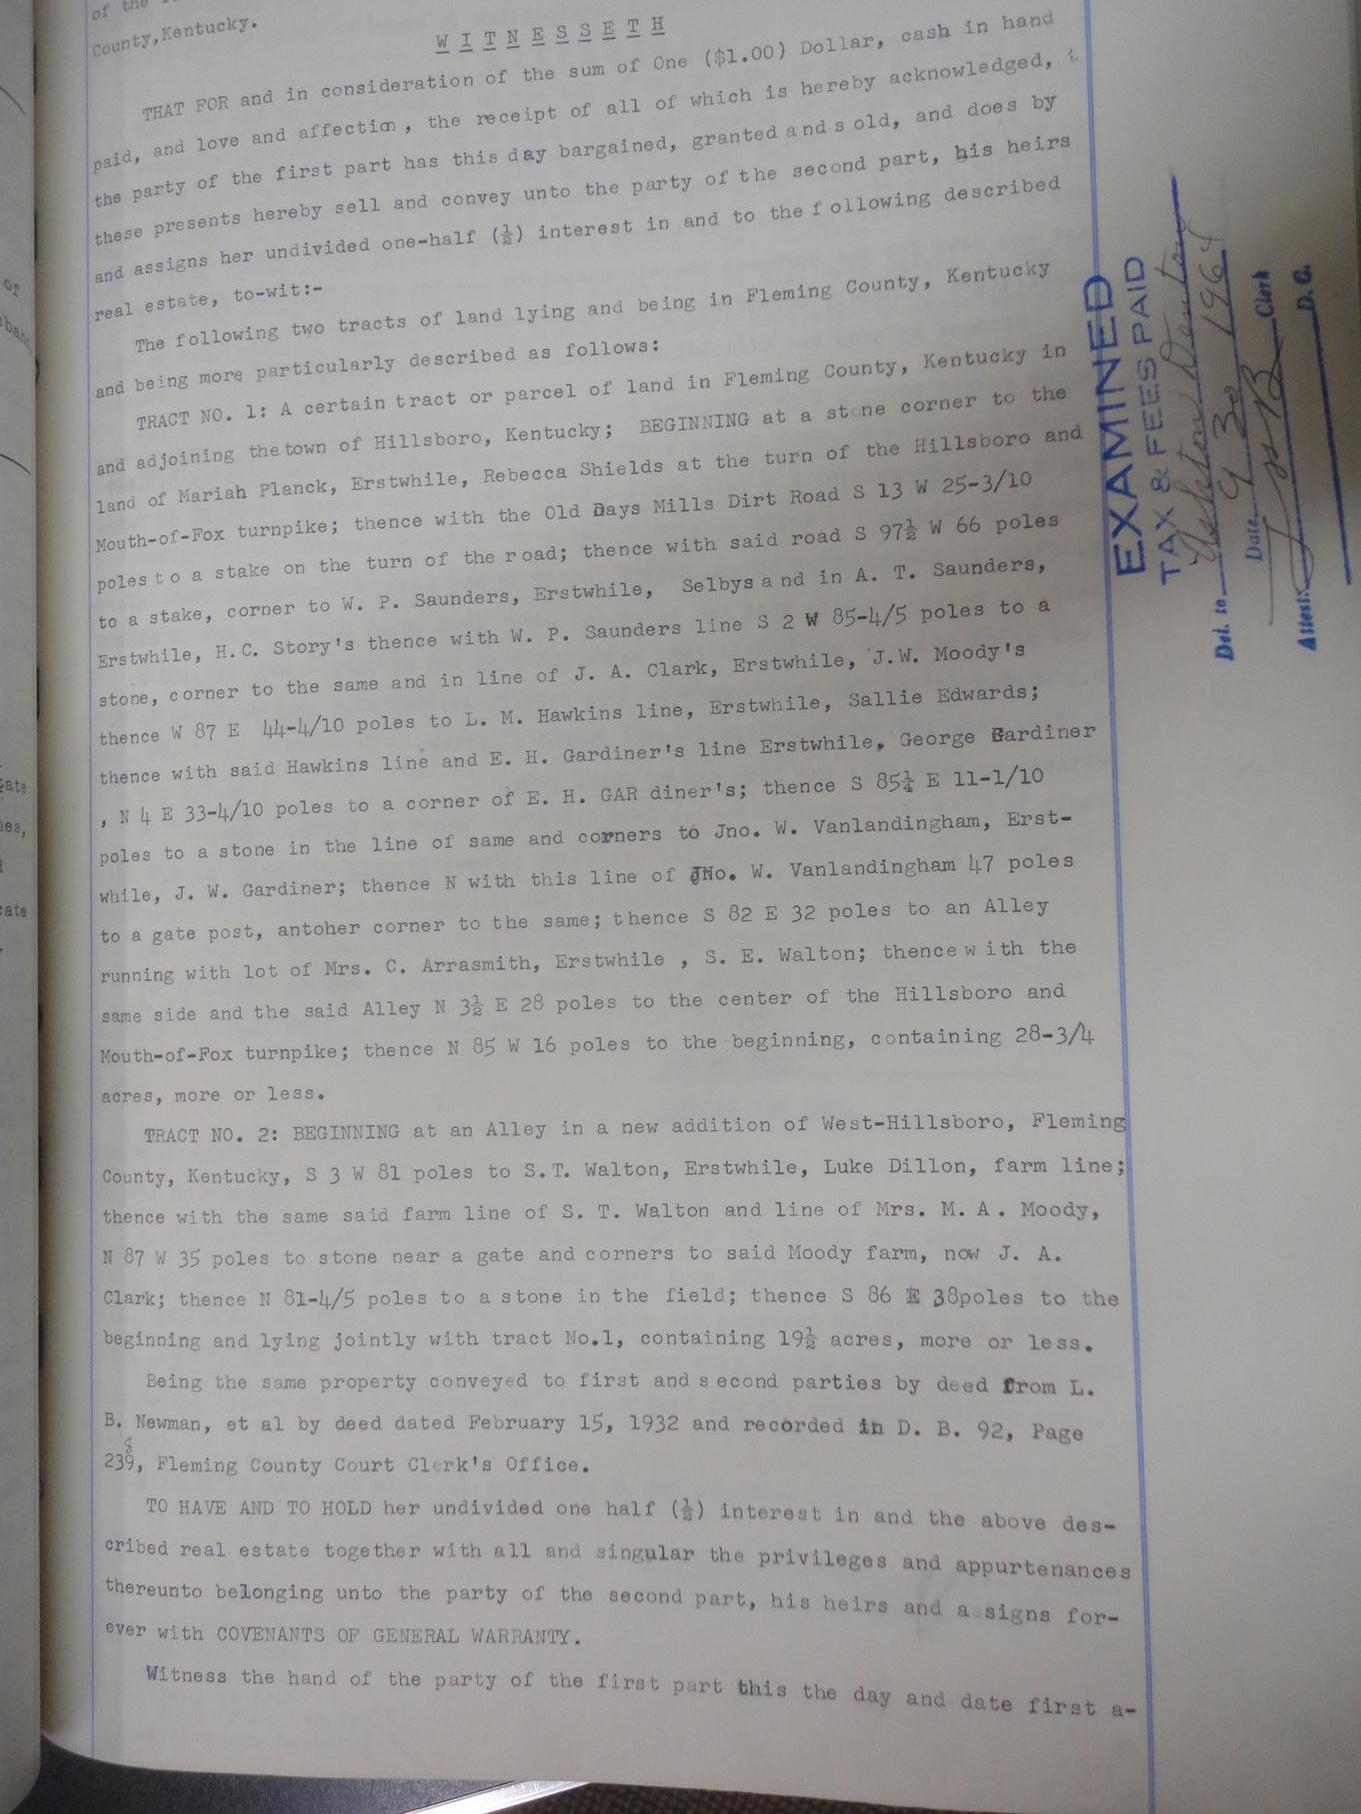 of the
County,Kentucky.
W I T N E S S E T H
THAT FOR and in consideration of the sum of One ($1.00) Dollar, cash in hand
paid, and love and affection, the receipt of all of which is hereby acknowledged,
the party of the first part has this day bargained, granted and s old, and does by
these presents hereby sell and convey unto the party of the second part, his heirs
and assigns her undivided one-half (½) interest in and to the f ollowing described
real estate, to-wit:-
The following two tracts of land lying and being in Fleming County, Kentucky
and being more particularly described as follows:
TRACT NO. 1: A certain tract or parcel of land in Fleming County, Kentucky in
and adjoining the town of Hillsboro, Kentucky; BEGINNING at a stone corner to the
land of Mariah Planck, Erstwhile, Rebecca Shields at the turn of the Hillsboro and
Mouth-of-Fox turnpike; thence with the Old Days Mills Dirt Road S 13 W 25-3/10
poles to a stake on the turn of the road; thence with said road S 97½ W 66 poles
to a stake, corner to W. P. Saunders, Erstwhile, Selbys and in A. T. Saunders,
Erstwhile, H.C. Story's thence with W. P. Saunders line S 2 W 85-4/5 poles to a
stone, corner to the same and in line of J. A. Clark, Erstwhile, J.W. Moody's
thence W 87 E 44-4/10 poles to L. M. Hawkins line, Erstwhile, Sallie Edwards;
thence with said Hawkins line and E. H. Gardiner's line Erstwhile, George Gardiner
, N 4 E 33-4/10 poles to a corner of E. H. GAR diner's; thence S 85¼ E 11-1/10
poles to a stone in the line of same and corners to Jno. W. Vanlandingham, Erst-
while, J. W. Gardiner; thence N with this line of JNo. W. Vanlandingham 47 poles
to a gate post, antoher corner to the same; thence S 82 E 32 poles to an Alley
running with lot of Mrs. C. Arrasmith, Erstwhile , S. E. Walton; thence w ith the
same side and the said Alley N 3½ E 28 poles to the center of the Hillsboro and
Mouth-of-Fox turnpike; thence N 85 W 16 poles to the beginning, containing 28-3/4
acres, more or less.
TRACT NO. 2: BEGINNING at an Alley in a new addition of West-Hillsboro, Fleming
County, Kentucky, S 3 W 81 poles to S.T. Walton, Erstwhile, Luke Dillon, farm line;
thence with the same said farm line of S. T. Walton and line of Mrs. M. A. Moody,
N 87 W 35 poles to stone near a gate and corners to said Moody farm, now J. A.
Clark; thence N 81-4/5 poles to a stone in the field; thence S 86 E 38poles to the
beginning and lying jointly with tract No.1, containing 19½ acres, more or less.
Being the same property conveyed to first and s econd parties by deed from L.
B. Newman, et al by deed dated February 15, 1932 and recorded in D. B. 92, Page
8
239, Fleming County Court Clerk's Office.
TO HAVE AND TO HOLD her undivided one half (½) interest in and the above des-
cribed real estate together with all and singular the privileges and appurtenances
thereunto belonging unto the party of the second part, his heirs and a signs for-
ever with COVENANTS OF GENERAL WARRANTY.
Witness the hand of the party of the first part this the day and date first a-
EXAMINED
TAX & FEES PAID
Del. to
Date 9 30 1964
Clerk
Attest: D. C.
of